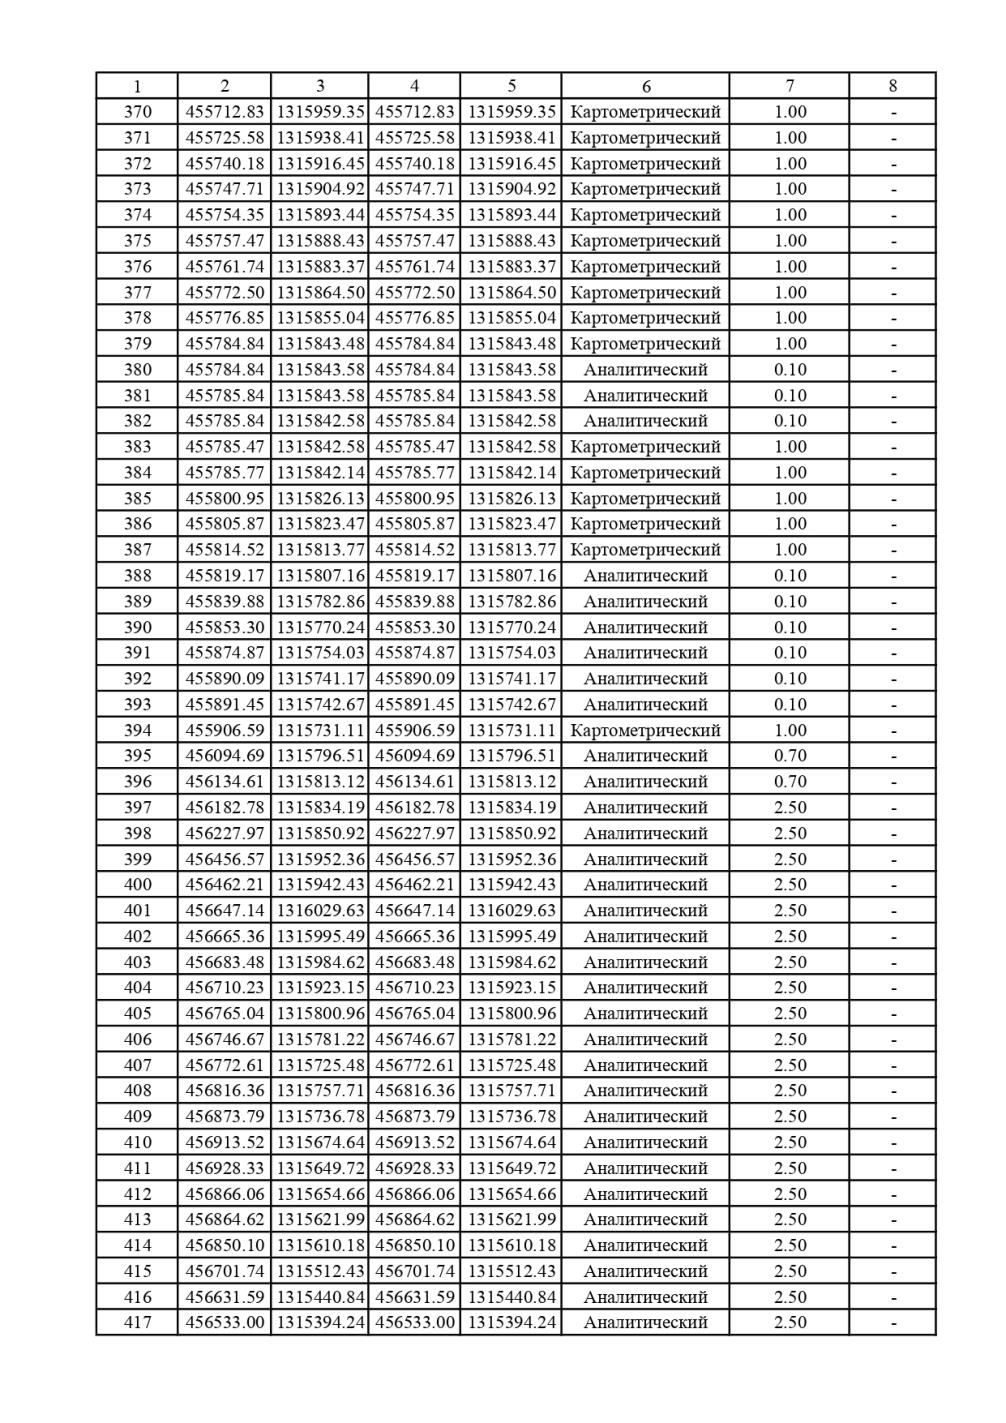 1 2 3 4 5 6 7 8
370 455712.83 1315959.35 455712.83 1315959.35 Картометрический 1.00 -
371 455725.58 1315938.41 455725.58 1315938.41 Картометрический 1.00 -
372 455740.18 1315916.45 455740.18 1315916.45 Картометрический 1.00 -
373 455747.71 1315904.92 455747.71 1315904.92 Картометрический 1.00 -
374 455754.35 1315893.44 455754.35 1315893.44 Картометрический 1.00 -
375 455757.47 1315888.43 455757.47 1315888.43 Картометрический 1.00 -
376 455761.74 1315883.37 455761.74 1315883.37 Картометрический 1.00 -
377 455772.50 1315864.50 455772.50 1315864.50 Картометрический 1.00 -
378 455776.85 1315855.04 455776.85 1315855.04 Картометрический 1.00 -
379 455784.84 1315843.48 455784.84 1315843.48 Картометрический 1.00 -
380 455784.84 1315843.58 455784.84 1315843.58 Аналитический 0.10 -
381 455785.84 1315843.58 455785.84 1315843.58 Аналитический 0.10 -
382 455785.84 1315842.58 455785.84 1315842.58 Аналитический 0.10 -
383 455785.47 1315842.58 455785.47 1315842.58 Картометрический 1.00 -
384 455785.77 1315842.14 455785.77 1315842.14 Картометрический 1.00 -
385 455800.95 1315826.13 455800.95 1315826.13 Картометрический 1.00 -
386 455805.87 1315823.47 455805.87 1315823.47 Картометрический 1.00 -
387 455814.52 1315813.77 455814.52 1315813.77 Картометрический 1.00 -
388 455819.17 1315807.16 455819.17 1315807.16 Аналитический 0.10 -
389 455839.88 1315782.86 455839.88 1315782.86 Аналитический 0.10 -
390 455853.30 1315770.24 455853.30 1315770.24 Аналитический 0.10 -
391 455874.87 1315754.03 455874.87 1315754.03 Аналитический 0.10 -
392 455890.09 1315741.17 455890.09 1315741.17 Аналитический 0.10 -
393 455891.45 1315742.67 455891.45 1315742.67 Аналитический 0.10 -
394 455906.59 1315731.11 455906.59 1315731.11 Картометрический 1.00 -
395 456094.69 1315796.51 456094.69 1315796.51 Аналитический 0.70 -
396 456134.61 1315813.12 456134.61 1315813.12 Аналитический 0.70 -
397 456182.78 1315834.19 456182.78 1315834.19 Аналитический 2.50 -
398 456227.97 1315850.92 456227.97 1315850.92 Аналитический 2.50 -
399 456456.57 1315952.36 456456.57 1315952.36 Аналитический 2.50 -
400 456462.21 1315942.43 456462.21 1315942.43 Аналитический 2.50 -
401 456647.14 1316029.63 456647.14 1316029.63 Аналитический 2.50 -
402 456665.36 1315995.49 456665.36 1315995.49 Аналитический 2.50 -
403 456683.48 1315984.62 456683.48 1315984.62 Аналитический 2.50 -
404 456710.23 1315923.15 456710.23 1315923.15 Аналитический 2.50 -
405 456765.04 1315800.96 456765.04 1315800.96 Аналитический 2.50 -
406 456746.67 1315781.22 456746.67 1315781.22 Аналитический 2.50 -
407 456772.61 1315725.48 456772.61 1315725.48 Аналитический 2.50 -
408 456816.36 1315757.71 456816.36 1315757.71 Аналитический 2.50 -
409 456873.79 1315736.78 456873.79 1315736.78 Аналитический 2.50 -
410 456913.52 1315674.64 456913.52 1315674.64 Аналитический 2.50 -
411 456928.33 1315649.72 456928.33 1315649.72 Аналитический 2.50 -
412 456866.06 1315654.66 456866.06 1315654.66 Аналитический 2.50 -
413 456864.62 1315621.99 456864.62 1315621.99 Аналитический 2.50 -
414 456850.10 1315610.18 456850.10 1315610.18 Аналитический 2.50 -
415 456701.74 1315512.43 456701.74 1315512.43 Аналитический 2.50 -
416 456631.59 1315440.84 456631.59 1315440.84 Аналитический 2.50 -
417 456533.00 1315394.24 456533.00 1315394.24 Аналитический 2.50 -